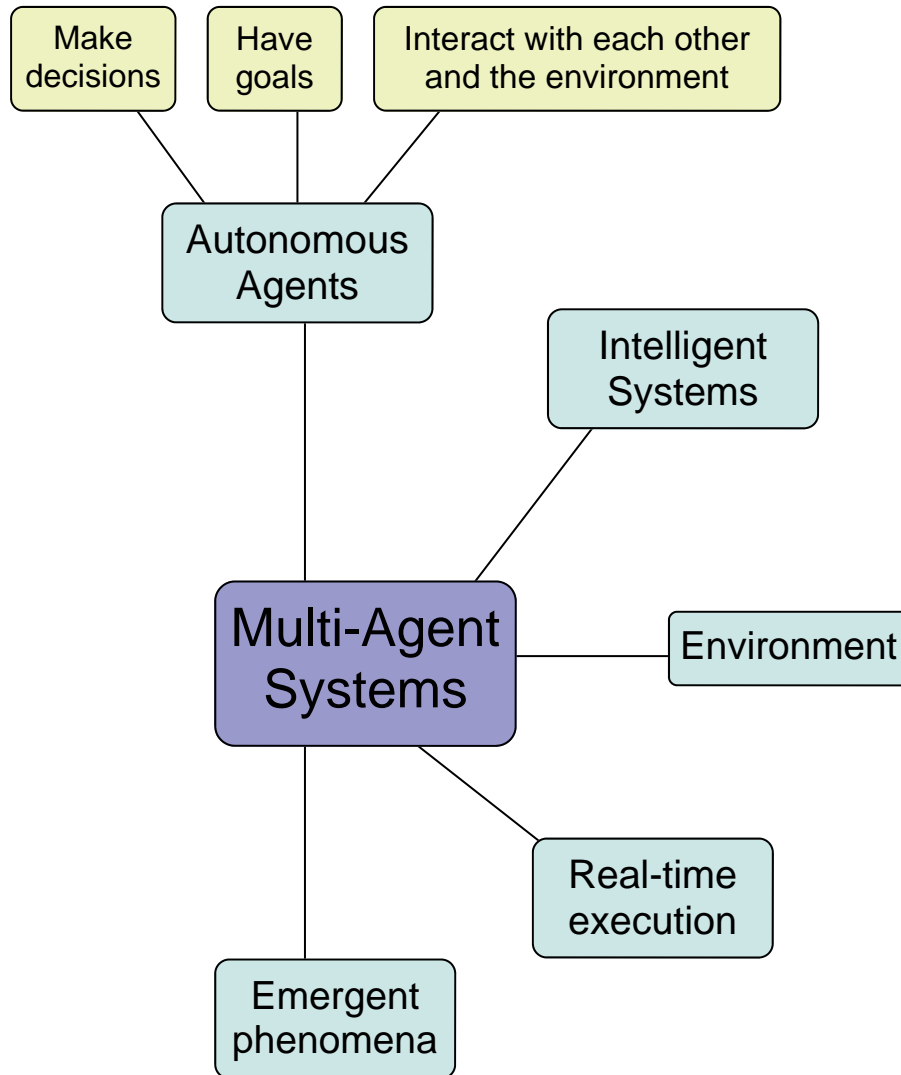 Make
decisions
Have
goals
Interact with each other
and the environment
Autonomous
Agents
Intelligent
Systems
Multi-Agent
Systems
Environment
Real-time
execution
Emergent
phenomena